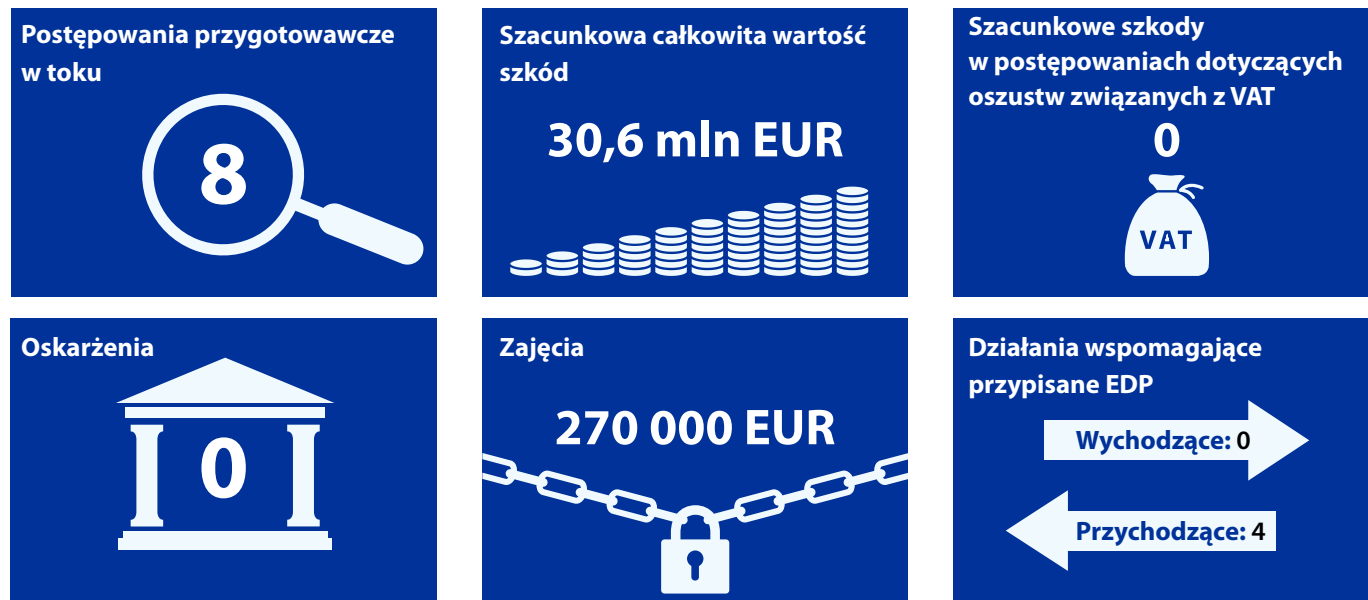 Postępowania przygotowawcze
w toku
8
Szacunkowa całkowita wartość
szkód
30,6 mln EUR
Szacunkowe szkody
w postępowaniach dotyczących
oszustw związanych z VAT
0
VAT
Oskarżenia
0
Zajęcia
270 000 EUR
Działania wspomagające
przypisane EDP
Wychodzące: 0
Przychodzące: 4